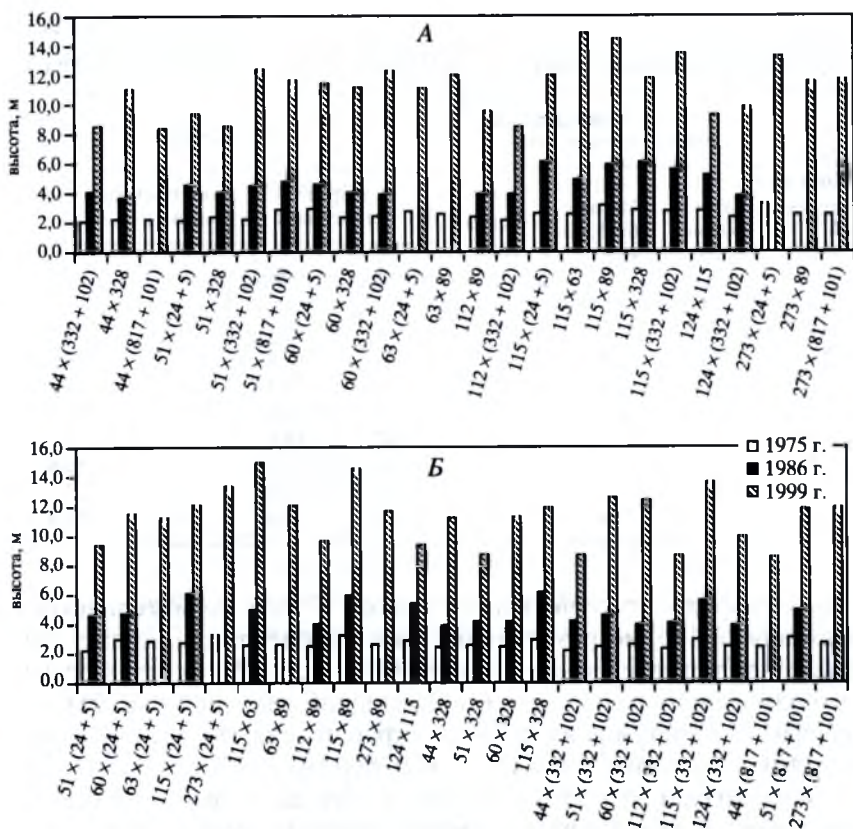 А
высота, м
16,0
14,0
12,0
10,0
8,0
6,0
4,0
2,0
0,0
44 × (332 + 102)
44 × 328
44 × (817 + 101)
51 × (24 + 5)
51 × 328
51 × (332 + 102)
51 × (817 + 101)
60 × (24 + 5)
60 × 328
60 × (332 + 102)
63 × (24 + 5)
63 × 89
112 × 89
112 × (332 + 102)
115 × (24 + 5)
115 × 63
115 × 89
115 × 328
115 × (332 + 102)
124 × 115
124 × (332 + 102)
273 × (24 + 5)
273 × 89
273 × (817 + 101)
Б
1975 г.
1986 г.
1999 г.
высота, м
16,0
14,0
12,0
10,0
8,0
6,0
4,0
2,0
0,0
51 × (24 + 5)
60 × (24 + 5)
63 × (24 + 5)
115 × (24 + 5)
273 × (24 + 5)
115 × 63
63 × 89
112 × 89
115 × 89
273 × 89
124 × 115
44 × 328
51 × 328
60 × 328
115 × 328
44 × (332 + 102)
51 × (332 + 102)
60 × (332 + 102)
112 × (332 + 102)
115 × (332 + 102)
124 × (332 + 102)
44 × (817 + 101)
51 × (817 + 101)
273 × (817 + 101)